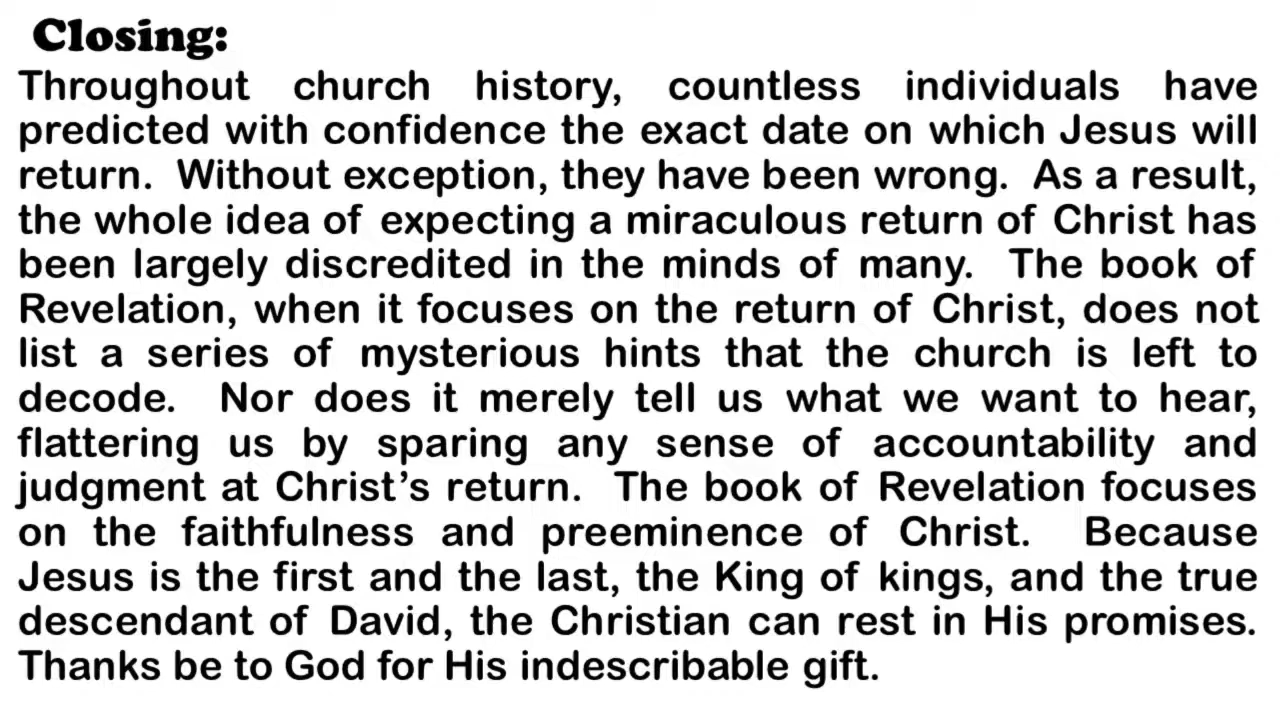 Closing:
Throughout church history, countless individuals have
predicted with confidence the exact date on which Jesus will
return. Without exception, they have been wrong. As a result,
the whole idea of expecting a miraculous return of Christ has
been largely discredited in the minds of many. The book of
Revelation, when it focuses on the return of Christ, does not
list a series of mysterious hints that the church is left to
decode. Nor does it merely tell us what we want to hear,
flattering us by sparing any sense of accountability and
judgment at Christ’s return. The book of Revelation focuses
on the faithfulness and preeminence of Christ. Because
Jesus is the first and the last, the King of kings, and the true
descendant of David, the Christian can rest in His promises.
Thanks be to God for His indescribable gift.